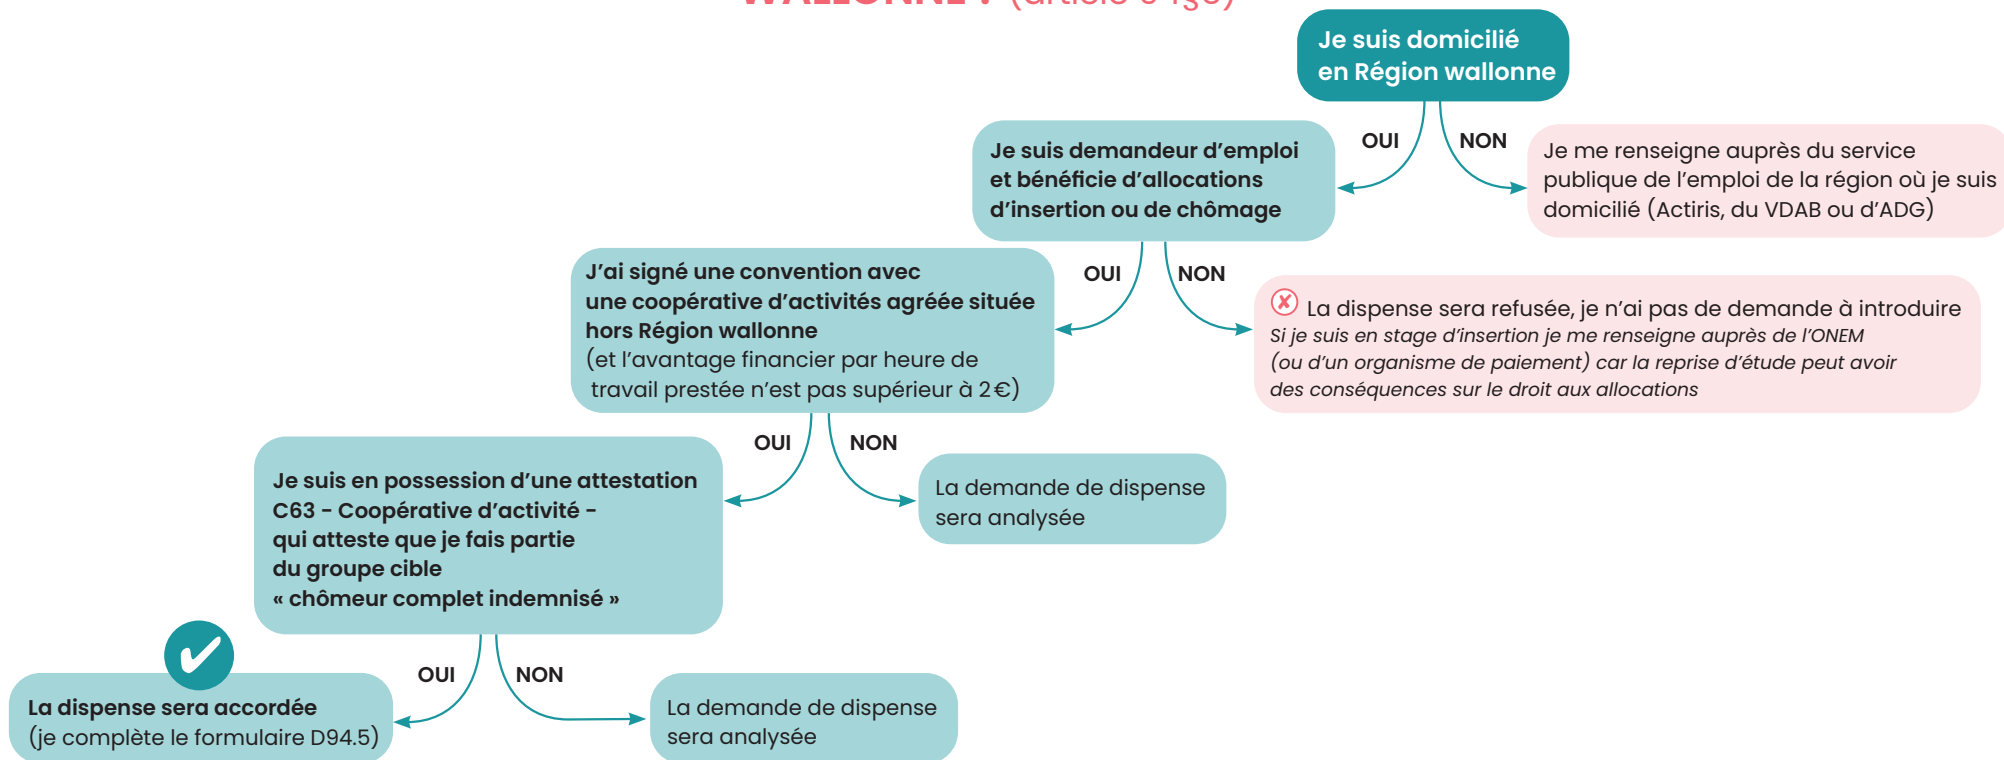 WALLONNE ?
Je suis domicilié
en Région wallonne
OUI
NON
Je suis demandeur d'emploi
et bénéficie d'allocations
d'insertion ou de chômage
Je me renseigne auprès du service
publique de l'emploi de la région où je suis
domicilié (Actiris, du VDAB ou d'ADG)
OUI
NON
J'ai signé une convention avec
une coopérative d'activités agréée située
hors Région wallonne
(et l'avantage financier par heure de
travail prestée n'est pas supérieur à 2 €)
La dispense sera refusée, je n'ai pas de demande à introduire
Si je suis en stage d'insertion je me renseigne auprès de l'ONEM
(ou d'un organisme de paiement) car la reprise d'étude peut avoir
des conséquences sur le droit aux allocations
OUI
NON
Je suis en possession d'une attestation
C63 - Coopérative d'activité -
qui atteste que je fais partie
du groupe cible
« chômeur complet indemnisé »
La demande de dispense
sera analysée
OUI
NON
La dispense sera accordée
(je complète le formulaire D94.5)
La demande de dispense
sera analysée